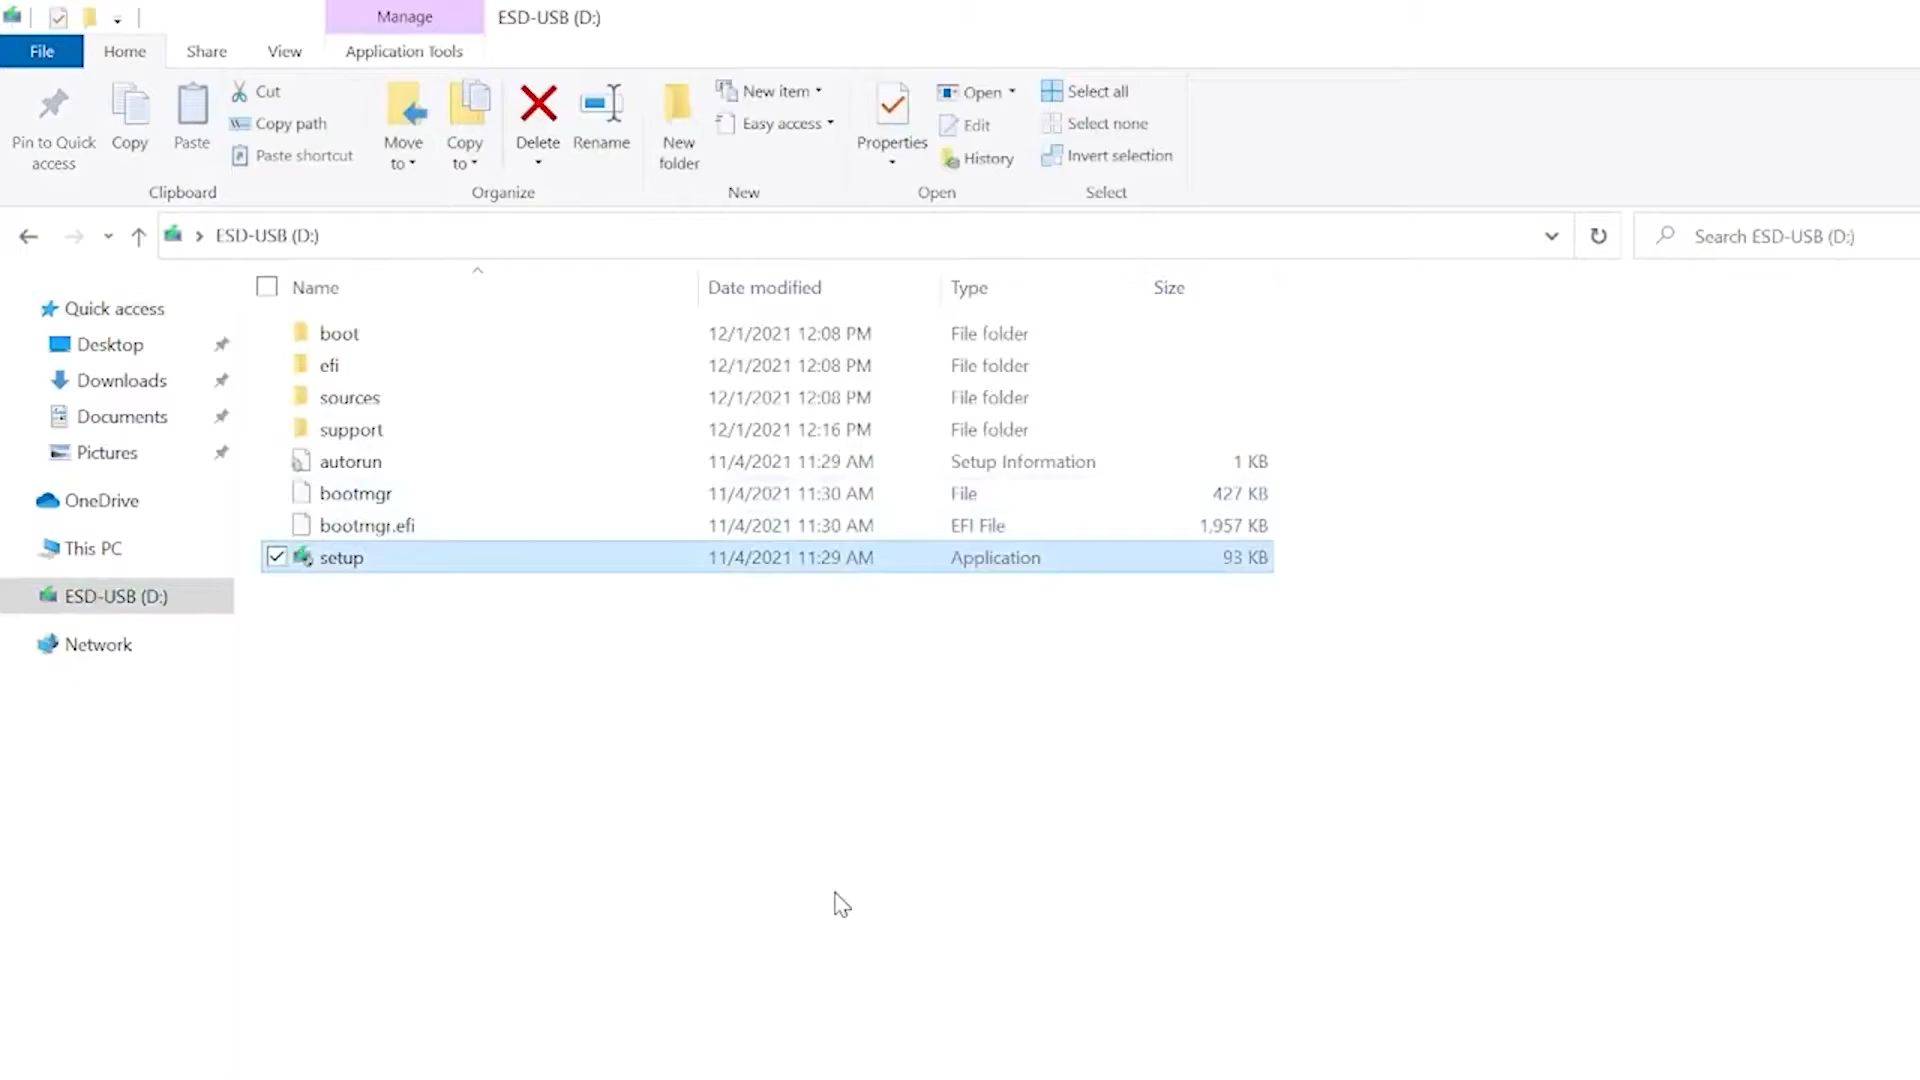 Manage
ESD-USB (D:)
File
Home
Share
View
Application Tools
Pin to Quick access
Copy
Paste
Cut
Copy path
Paste shortcut
Clipboard
Move to
Copy to
Delete
Rename
Organize
New folder
New item
Easy access
New
Properties
Open
Edit
History
Open
Select all
Select none
Invert selection
Select
ESD-USB (D:)
Search ESD-USB (D:)
Quick access
Desktop
Downloads
Documents
Pictures
OneDrive
This PC
ESD-USB (D:)
Network
Name Date modified Type Size
boot 12/1/2021 12:08 PM File folder
efi 12/1/2021 12:08 PM File folder
sources 12/1/2021 12:08 PM File folder
support 12/1/2021 12:16 PM File folder
autorun 11/4/2021 11:29 AM Setup Information 1 KB
bootmgr 11/4/2021 11:30 AM File 427 KB
bootmgr.efi 11/4/2021 11:30 AM EFI File 1,957 KB
setup 11/4/2021 11:29 AM Application 93 KB